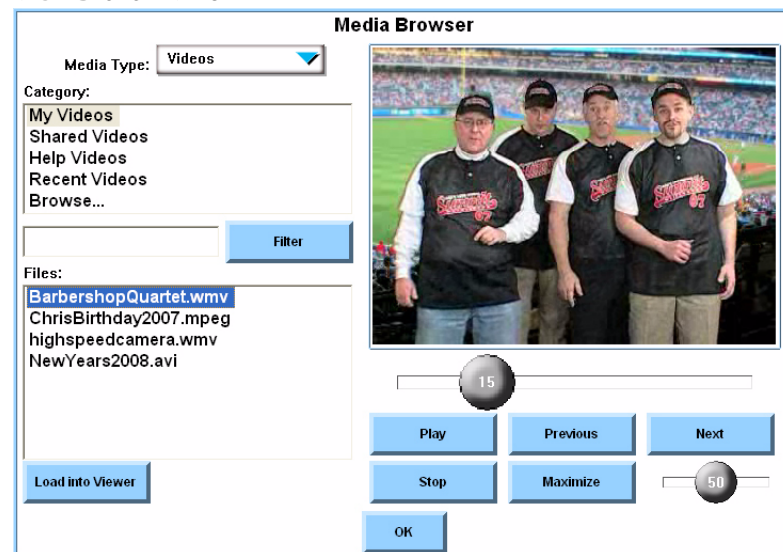 Media Browser
Media Type: Videos
Category:
My Videos
Shared Videos
Help Videos
Recent Videos
Browse...
Filter
Files:
BarbershopQuartet.wmv
ChrisBirthday2007.mpeg
highspeedcamera.wmv
NewYears2008.avi
Load into Viewer
15
Play
Previous
Next
Stop
Maximize
50
OK